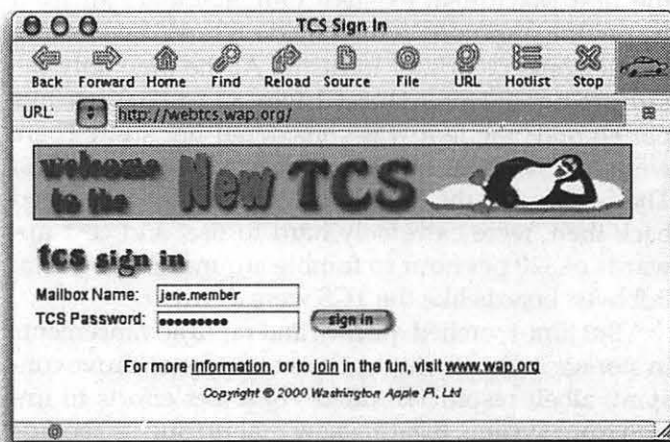 TCS Sign In
Back Forward Home Find Reload Source File URL Hotlist Stop
URL: http://webtcs.wap.org/
welcome
to the
New TCS
tcs sign in
Mailbox Name: jane.member
TCS Password: ••••••••••
sign in
For more information, or to join in the fun, visit www.wap.org
Copyright © 2000 Washington Apple Pi, Ltd